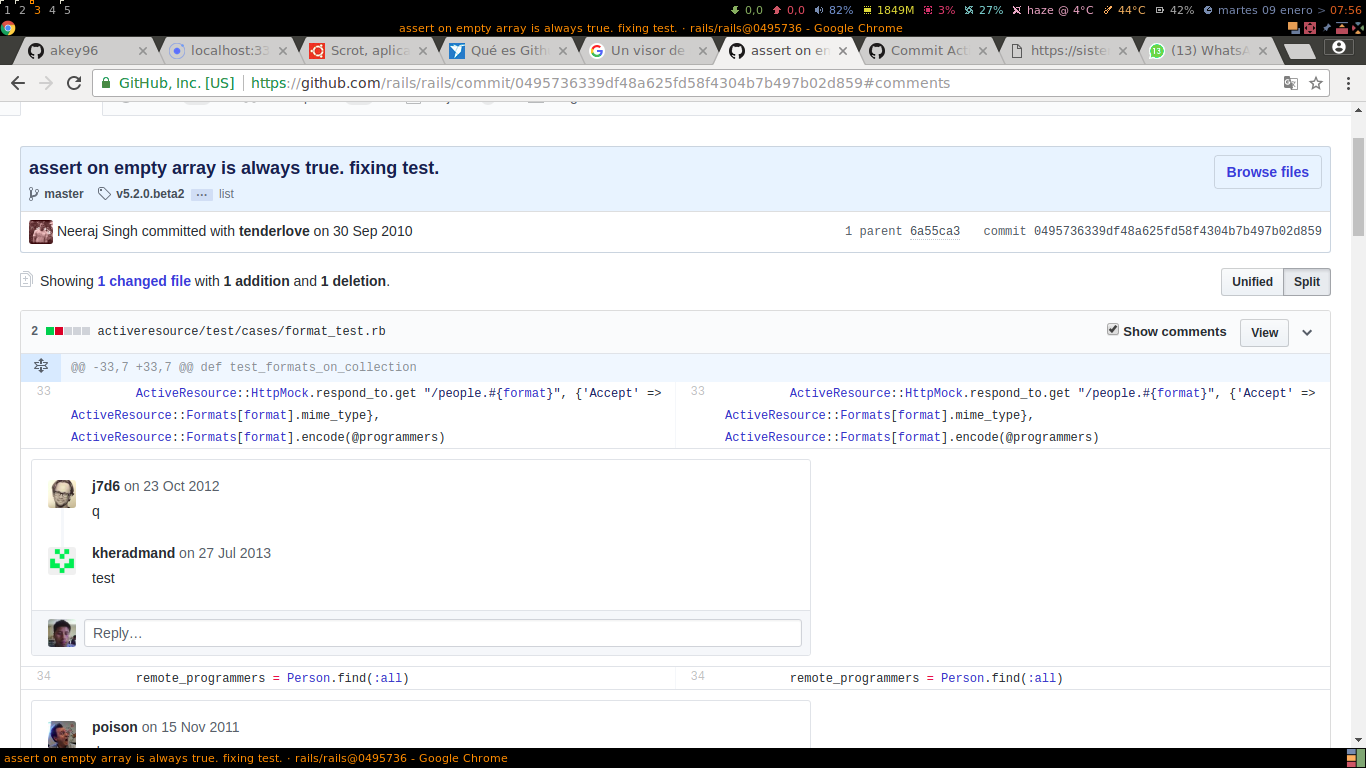 1 2 3 4 5
0,0 0,0 82% 1849M 3% 27% haze @ 4°C 44°C 42% martes 09 enero > 07:56
assert on empty array is always true. fixing test. · rails/rails@0495736 - Google Chrome
akey96 localhost:33 Scrot, aplica Qué es Gith Un visor de assert on en Commit Act https://siste (13) WhatsA
GitHub, Inc. [US] https://github.com/rails/rails/commit/0495736339df48a625fd58f4304b7b497b02d859#comments
assert on empty array is always true. fixing test.
Browse files
master v5.2.0.beta2 ... list
Neeraj Singh committed with tenderlove on 30 Sep 2010 1 parent 6a55ca3 commit 0495736339df48a625fd58f4304b7b497b02d859
Showing 1 changed file with 1 addition and 1 deletion. Unified Split
2 activeresource/test/cases/format_test.rb Show comments View
@@ -33,7 +33,7 @@ def test_formats_on_collection
33 ActiveResource::HttpMock.respond_to.get "/people.#{format}", {'Accept' =>
ActiveResource::Formats[format].mime_type},
ActiveResource::Formats[format].encode(@programmers)
33 ActiveResource::HttpMock.respond_to.get "/people.#{format}", {'Accept' =>
ActiveResource::Formats[format].mime_type},
ActiveResource::Formats[format].encode(@programmers)
j7d6 on 23 Oct 2012
q
kheradmand on 27 Jul 2013
test
Reply…
34 remote_programmers = Person.find(:all)
34 remote_programmers = Person.find(:all)
poison on 15 Nov 2011
assert on empty array is always true. fixing test. · rails/rails@0495736 - Google Chrome